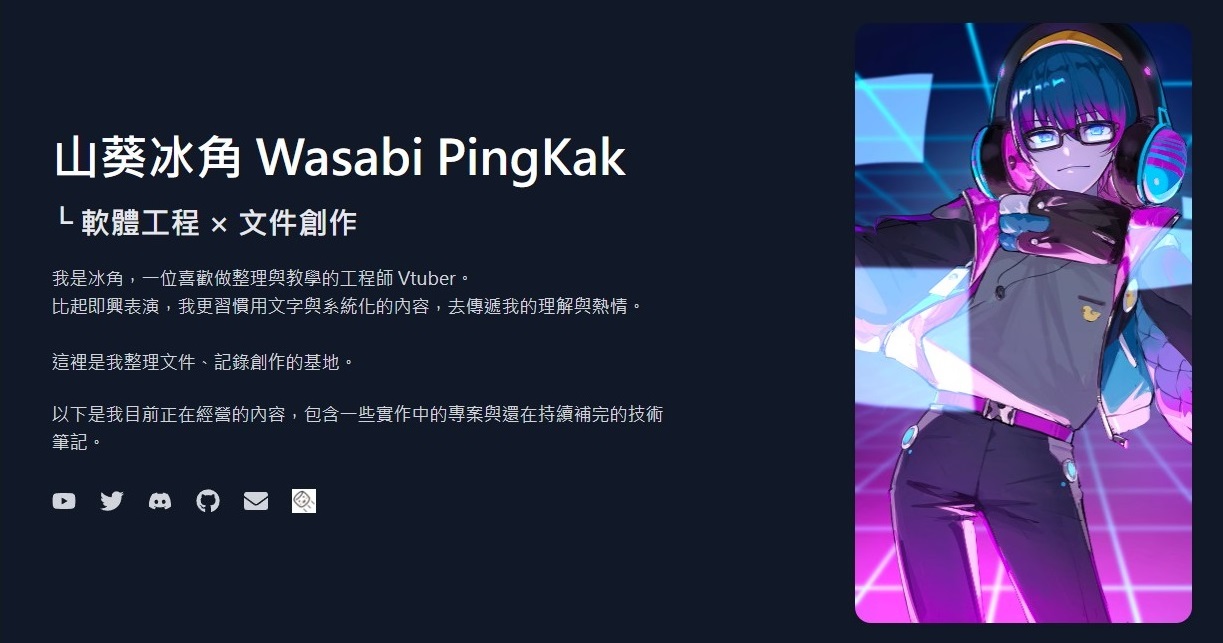 山葵冰角 Wasabi PingKak
└ 軟體工程 × 文件創作
我是冰角，一位喜歡做整理與教學的工程師 Vtuber。
比起即興表演，我更習慣用文字與系統化的內容，去傳遞我的理解與熱情。
這裡是我整理文件、記錄創作的基地。
以下是我目前正在經營的內容，包含一些實作中的專案與還在持續補完的技術
筆記。